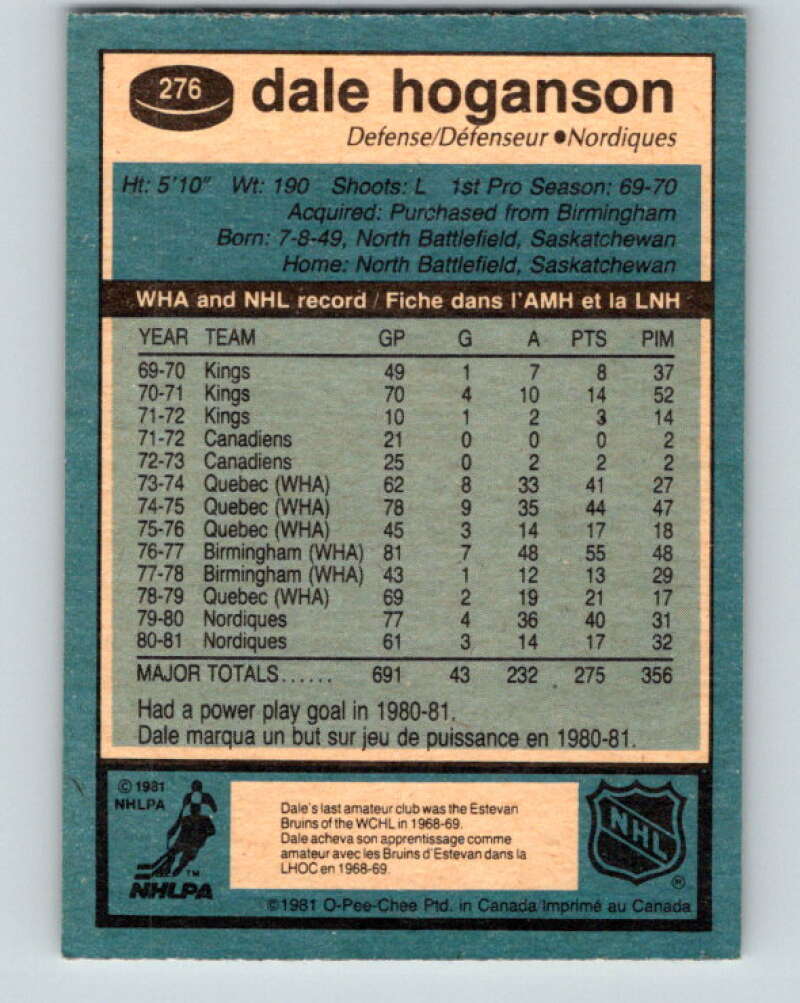 276 dale hoganson
Defense/Défenseur ●Nordiques
Ht: 5'10" Wt: 190 Shoots: L 1st Pro Season: 69-70
Acquired: Purchased from Birmingham
Born: 7-8-49, North Battlefield, Saskatchewan
Home: North Battlefield, Saskatchewan
WHA and NHL record / Fiche dans l'AMH et la LNH
YEAR TEAM GP G A PTS PIM
69-70 Kings 49 1 7 8 37
70-71 Kings 70 4 10 14 52
71-72 Kings 10 1 2 3 14
71-72 Canadiens 21 0 0 0 2
72-73 Canadiens 25 0 2 2 2
73-74 Quebec (WHA) 62 8 33 41 27
74-75 Quebec (WHA) 78 9 35 44 47
75-76 Quebec (WHA) 45 3 14 17 18
76-77 Birmingham (WHA) 81 7 48 55 48
77-78 Birmingham (WHA) 43 1 12 13 29
78-79 Quebec (WHA) 69 2 19 21 17
79-80 Nordiques 77 4 36 40 31
80-81 Nordiques 61 3 14 17 32
MAJOR TOTALS...... 691 43 232 275 356
Had a power play goal in 1980-81.
Dale marqua un but sur jeu de puissance en 1980-81.
© 1981
NHLPA
TM
NHLPA
Dale's last amateur club was the Estevan
Bruins of the WCHL in 1968-69.
Dale acheva son apprentissage comme
amateur avec les Bruins d'Estevan dans la
LHOC en 1968-69.
NHL
®
©1981 O-Pee-Chee Ptd. in Canada Imprimé au Canada